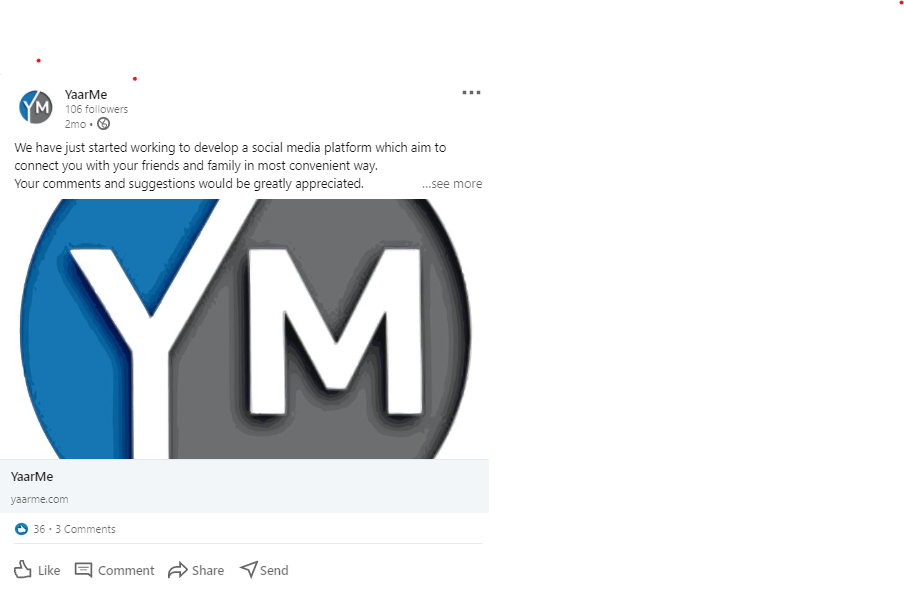 YM
YaarMe
106 followers
2mo •
We have just started working to develop a social media platform which aim to
connect you with your friends and family in most convenient way.
Your comments and suggestions would be greatly appreciated. ...see more
YM
YaarMe
yaarme.com
36 • 3 Comments
Like Comment Share Send